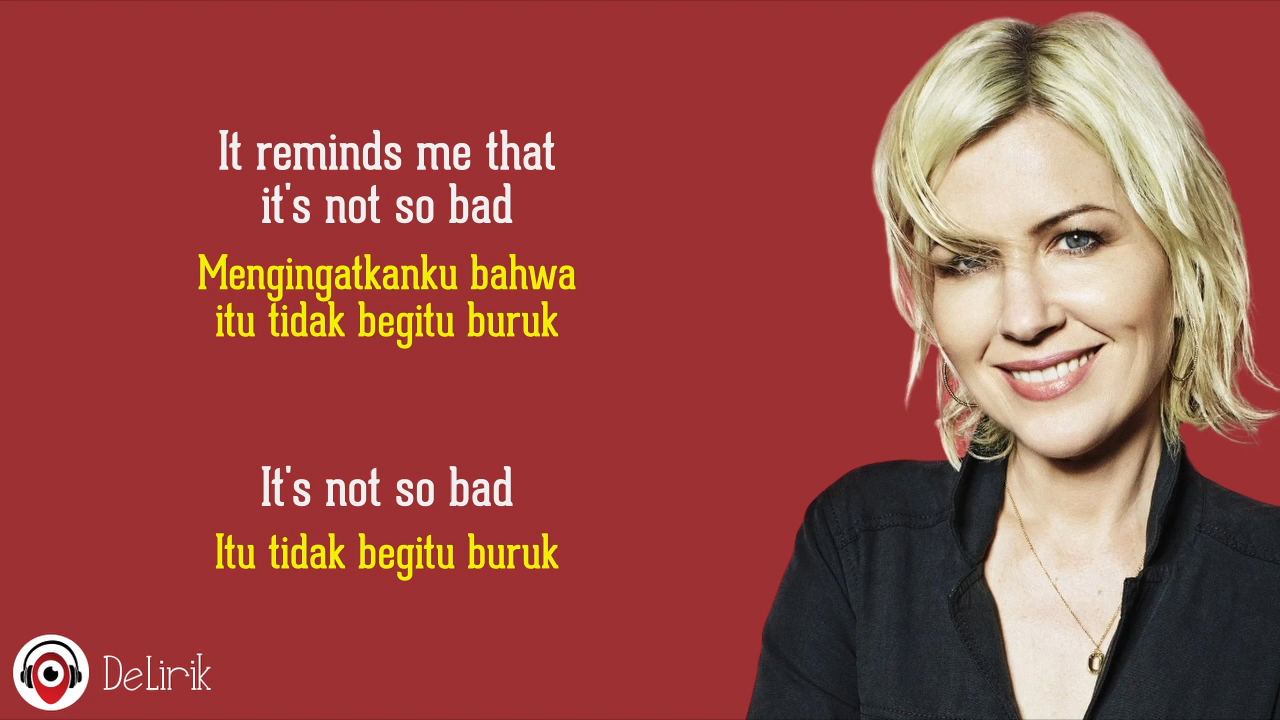 It reminds me that
it's not so bad
Mengingatkanku bahwa
itu tidak begitu buruk
It's not so bad
Itu tidak begitu buruk
DeLirik